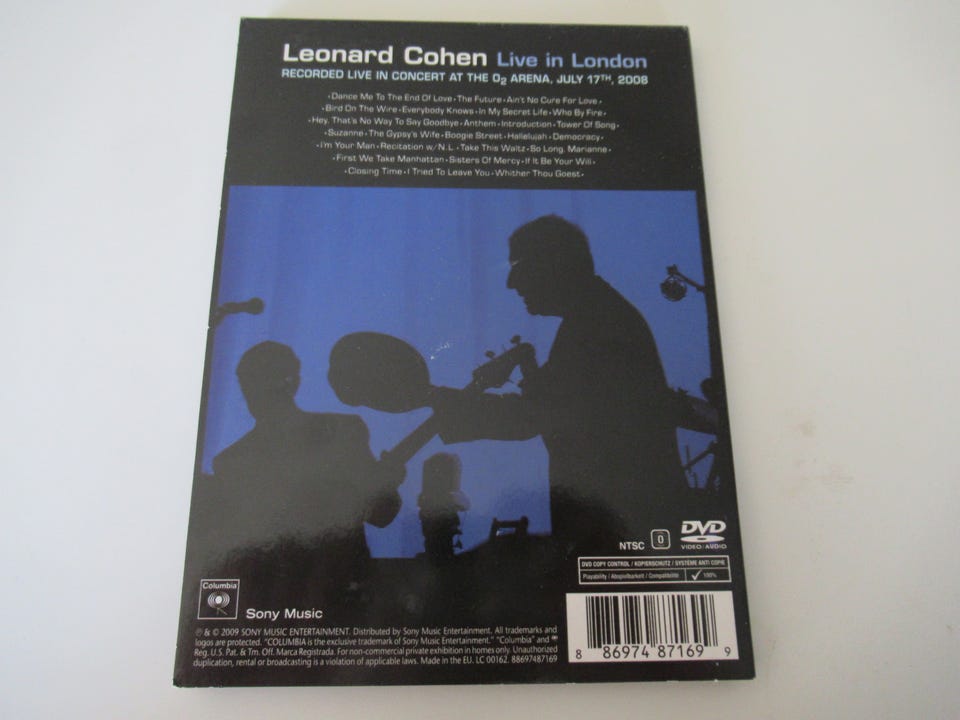 Leonard Cohen Live in London
RECORDED LIVE IN CONCERT AT THE O2 ARENA, JULY 17TH, 2008
• Dance Me To The End Of Love • The Future • Ain't No Cure For Love •
• Bird On The Wire • Everybody Knows • In My Secret Life • Who By Fire •
• Hey, That's No Way To Say Goodbye • Anthem • Introduction • Tower Of Song •
• Suzanne • The Gypsy's Wife • Boogie Street • Hallelujah • Democracy •
• I'm Your Man • Recitation w/N.L. • Take This Waltz • So Long, Marianne •
• First We Take Manhattan • Sisters Of Mercy • If It Be Your Will •
• Closing Time • I Tried To Leave You • Whither Thou Goest •
NTSC 0 DVD
VIDEO/AUDIO
DVD COPY CONTROL / KOPIENSCHUTZ / SYSTÈME ANTI COPIE
Playability / Abspielbarkeit / Compatibilité ✓ 100%
Columbia
Sony Music
℗ & © 2009 SONY MUSIC ENTERTAINMENT. Distributed by Sony Music Entertainment. All trademarks and
logos are protected. "COLUMBIA is the exclusive trademark of Sony Music Entertainment." "Columbia" and
Reg. U.S. Pat. & Tm. Off. Marca Registrada. For non-commercial private exhibition in homes only. Unauthorized
duplication, rental or broadcasting is a violation of applicable laws. Made in the EU. LC 00162. 88697487169
8 86974 87169 9